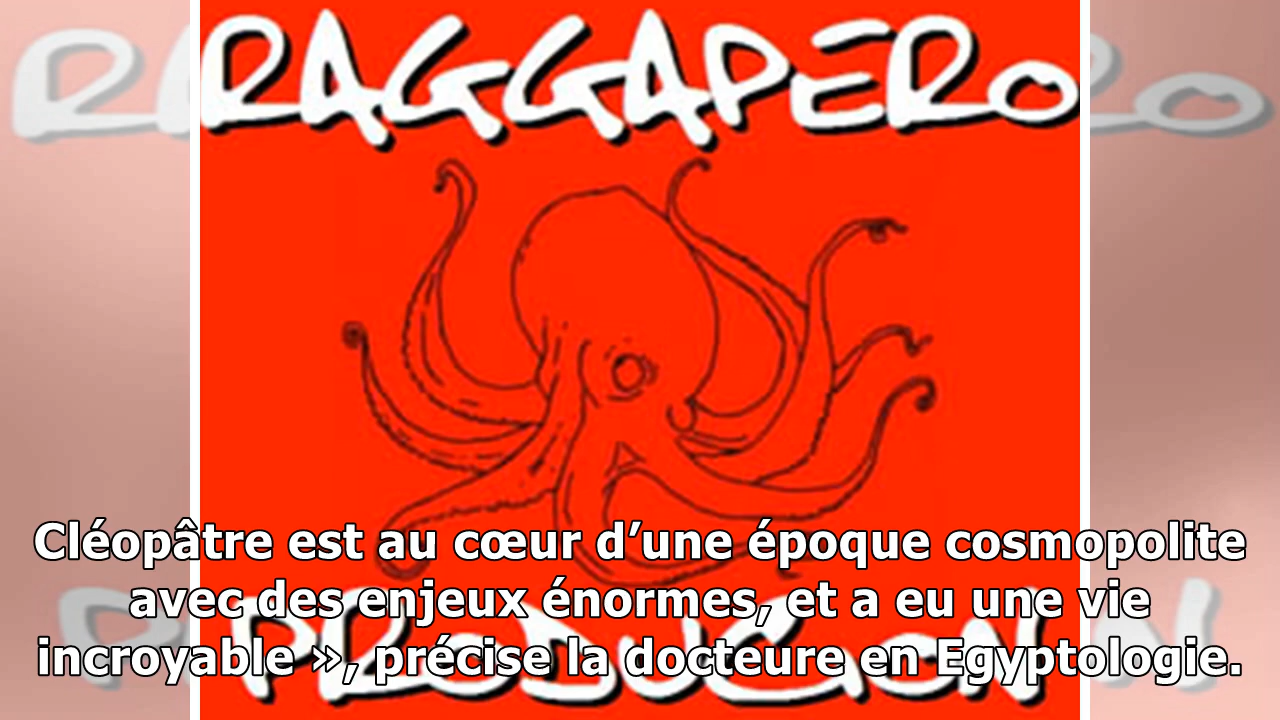 RAGGAPERO
Cléopâtre est au cœur d’une époque cosmopolite
avec des enjeux énormes, et a eu une vie
incroyable », précise la docteure en Egyptologie.